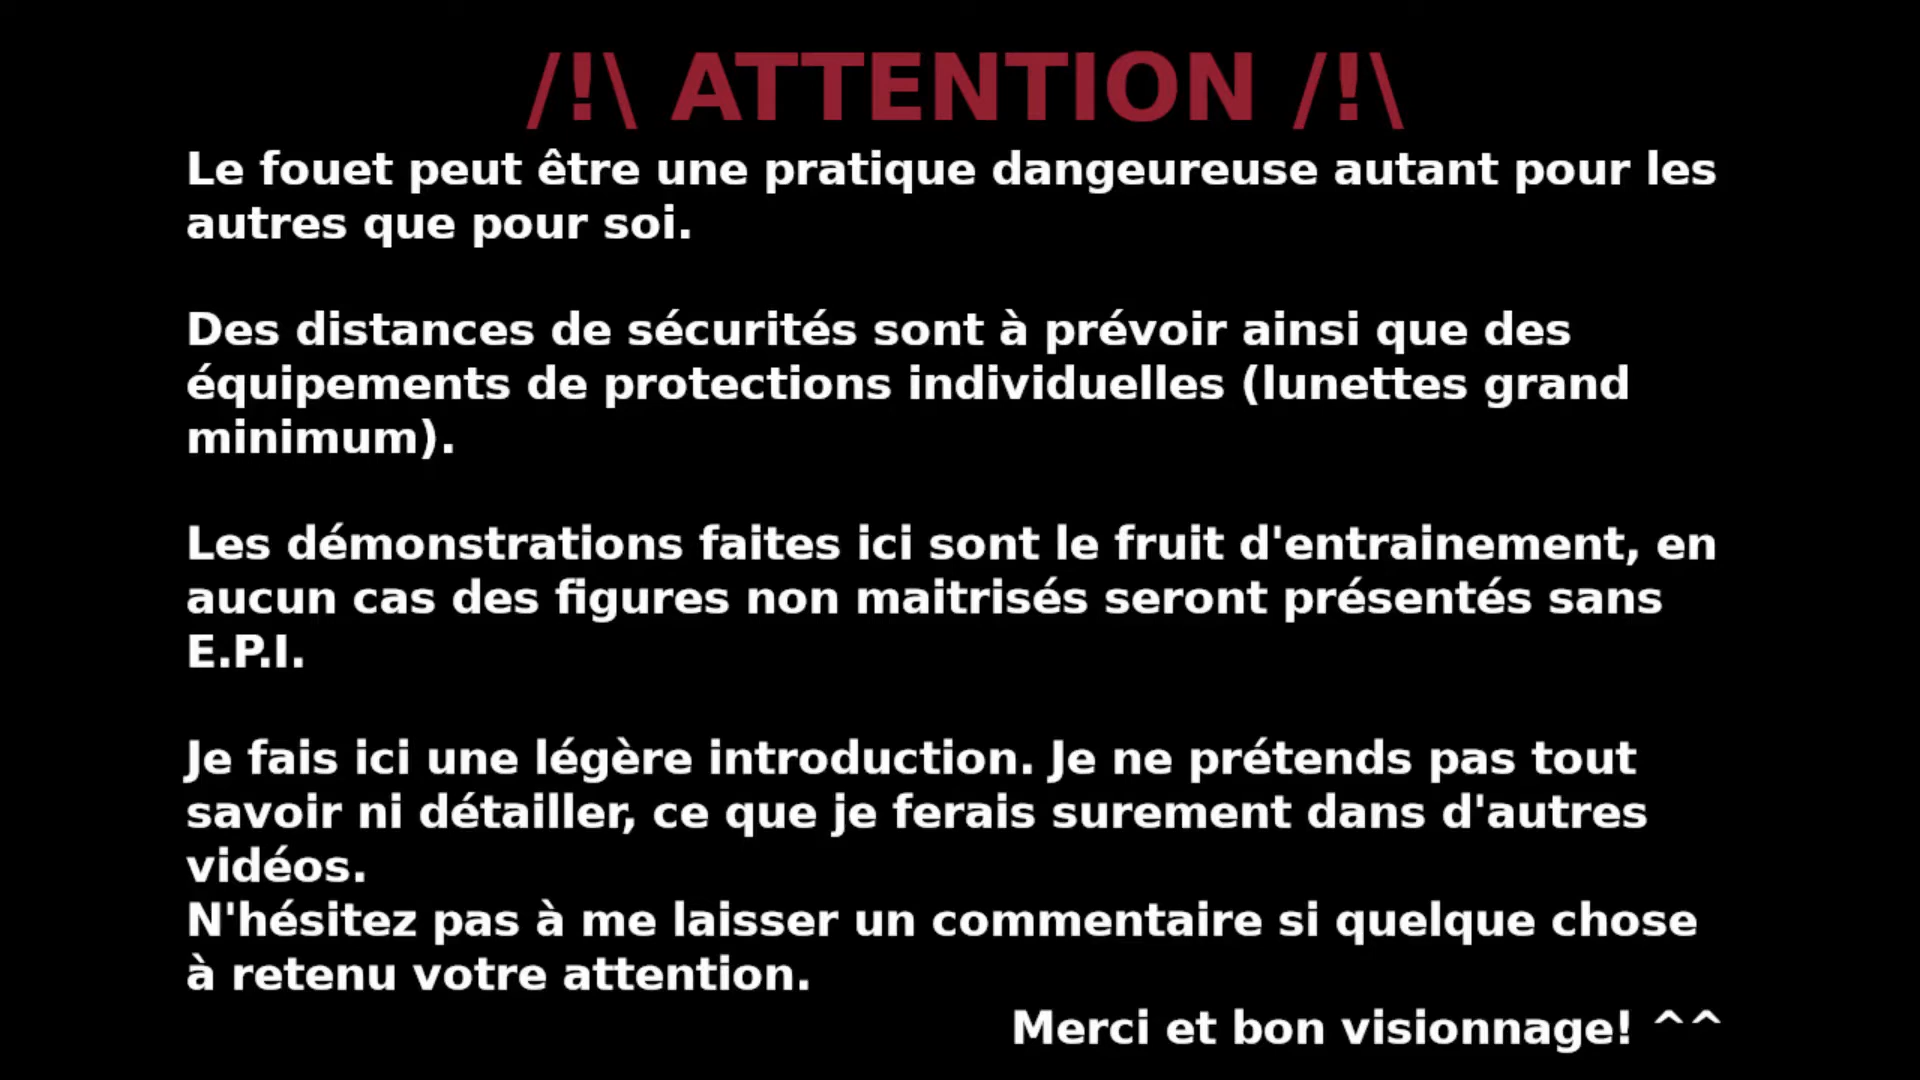 /!\ ATTENTION /!\
Le fouet peut être une pratique dangeureuse autant pour les
autres que pour soi.
Des distances de sécurités sont à prévoir ainsi que des
équipements de protections individuelles (lunettes grand
minimum).
Les démonstrations faites ici sont le fruit d'entrainement, en
aucun cas des figures non maitrisés seront présentés sans
E.P.I.
Je fais ici une légère introduction. Je ne prétends pas tout
savoir ni détailler, ce que je ferais surement dans d'autres
vidéos.
N'hésitez pas à me laisser un commentaire si quelque chose
à retenu votre attention.
Merci et bon visionnage! ^^